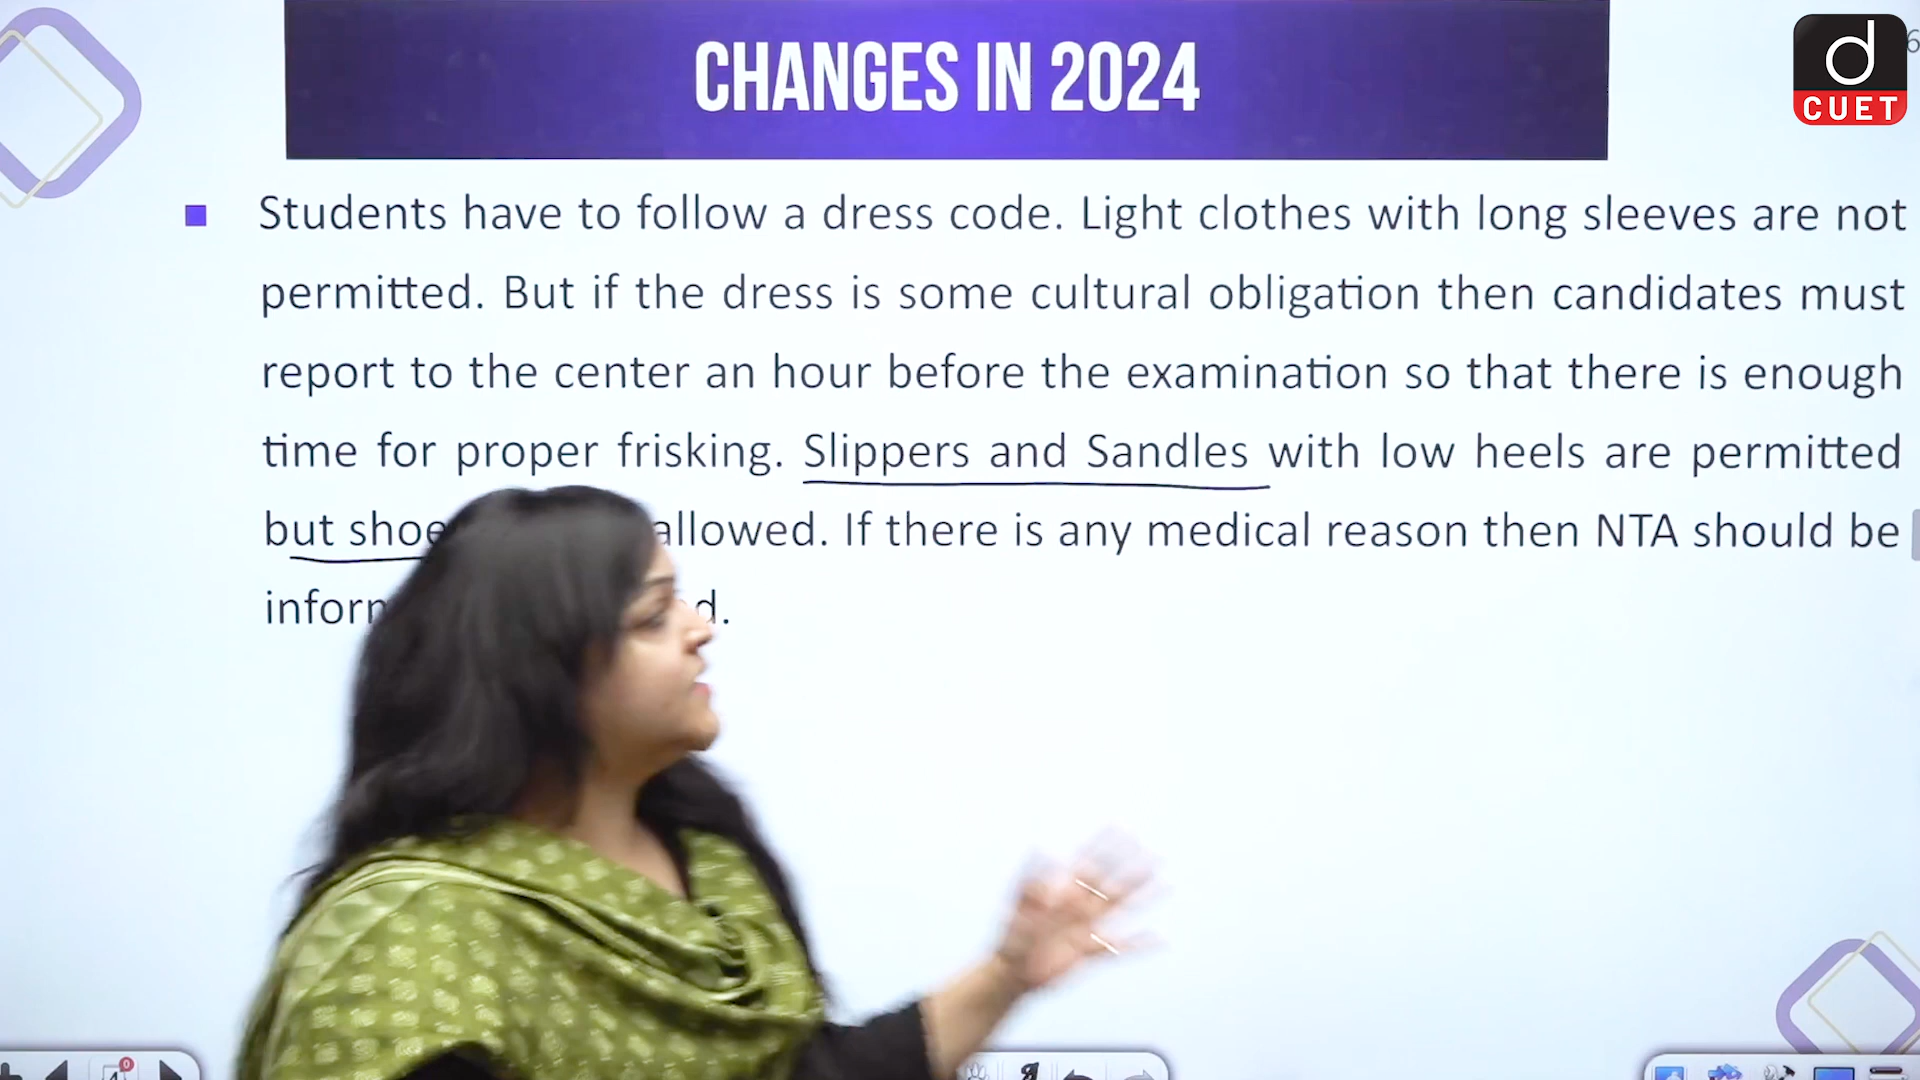 CHANGES IN 2024
d
CUET
6
Students have to follow a dress code. Light clothes with long sleeves are not
permitted. But if the dress is some cultural obligation then candidates must
report to the center an hour before the examination so that there is enough
time for proper frisking. Slippers and Sandles with low heels are permitted
but allowed. If there is any medical reason then NTA should be